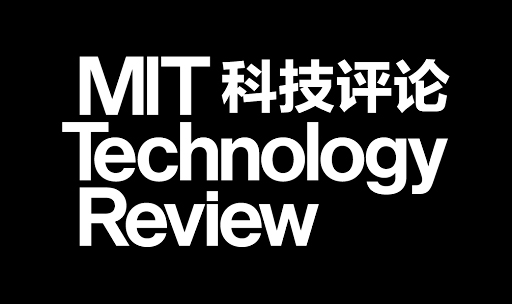 MIT 科技评论
Technology
Review